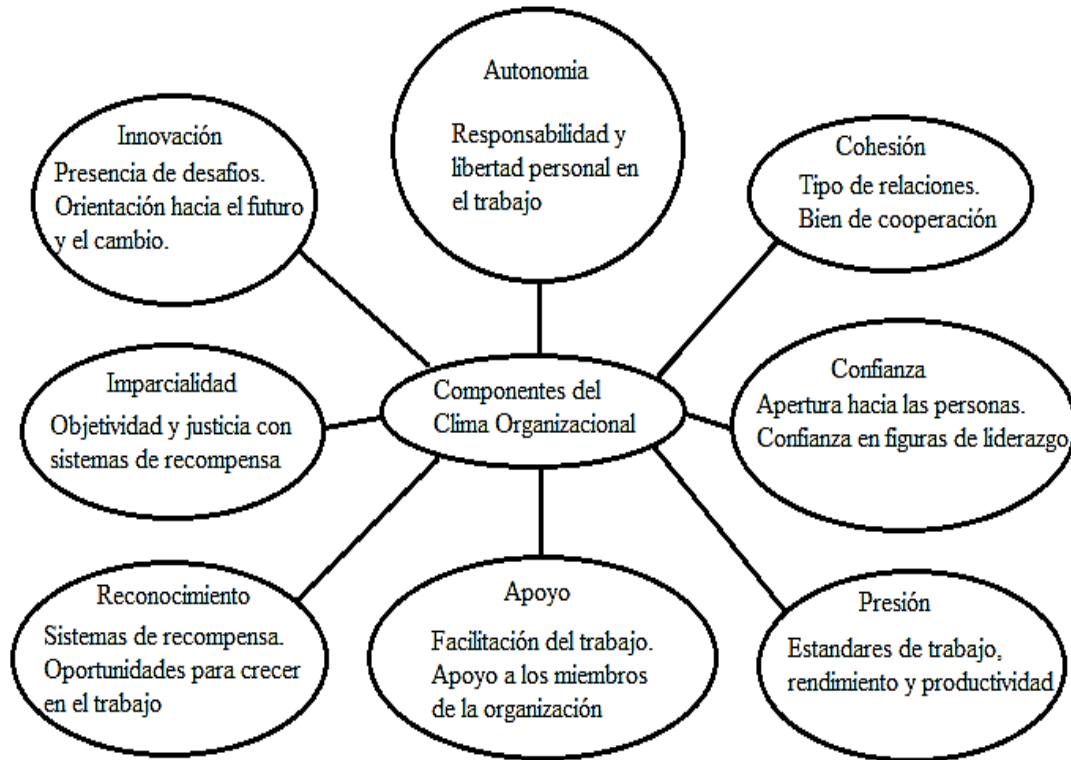 Autonomia
Responsabilidad y
libertad personal en
el trabajo
Innovación
Presencia de desafios.
Orientación hacia el futuro
y el cambio.
Cohesión
Tipo de relaciones.
Bien de cooperación
Imparcialidad
Objetividad y justicia con
sistemas de recompensa
Componentes del
Clima Organizacional
Confianza
Apertura hacia las personas.
Confianza en figuras de liderazgo
Reconocimiento
Sistemas de recompensa.
Oportunidades para crecer
en el trabajo
Apoyo
Facilitación del trabajo.
Apoyo a los miembros
de la organización
Presión
Estandares de trabajo,
rendimiento y productividad